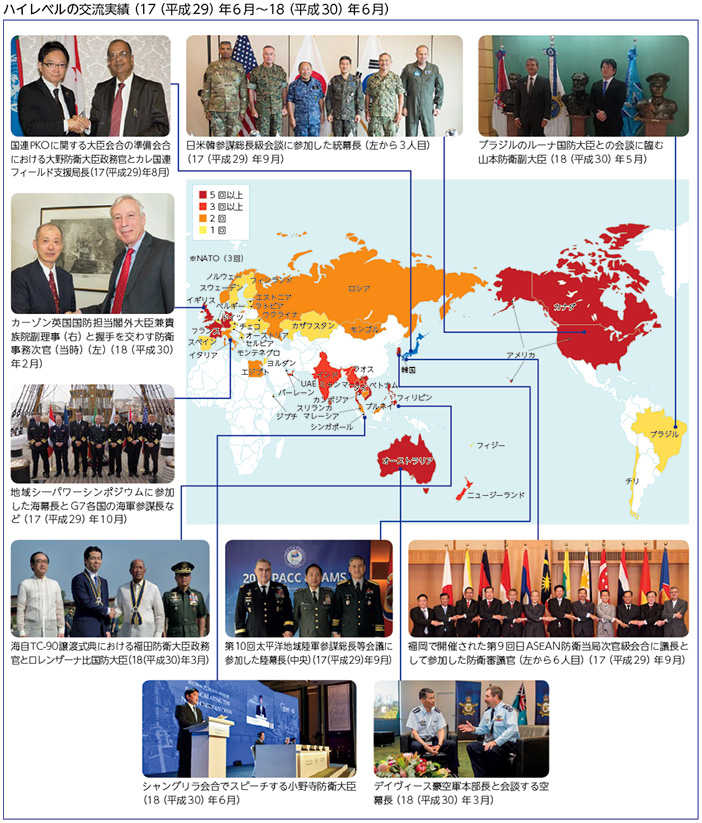 ハイレベルの交流実績（17（平成29）年6月～18（平成30）年6月）
国連PKOに関する大臣会合の準備会合
における大野防衛大臣政務官とカレ国連
フィールド支援局長（17（平成29）年8月）
日米韓参謀総長級会談に参加した統幕長（左から3人目）
（17（平成29）年9月）
ブラジルのルーナ国防大臣との会談に臨む
山本防衛副大臣（18（平成30）年5月）
カーゾン英国国防担当閣外大臣兼貴
族院副理事（右）と握手を交わす防衛
事務次官（当時）（左）（18（平成30）
年2月）
5回以上
3回以上
2回
1回
※NATO（3回）
ノルウェー
フィンランド
スウェーデン
エストニア
ラトビア
イギリス
ベルギー
ドイツ
ウクライナ
ロシア
フランス
チェコ
カザフスタン
モンゴル
スペイン
オーストリア
セルビア
イタリア
モンテネグロ
ヨルダン
エジプト
UAE
ミャンマー
ラオス
ベトナム
バーレーン
カンボジア
フィリピン
スリランカ
ブルネイ
ジブチ
マレーシア
シンガポール
韓国
カナダ
アメリカ
フィジー
ブラジル
オーストラリア
ニュージーランド
チリ
地域シーパワーシンポジウムに参加
した海幕長とG7各国の海軍参謀長な
ど（17（平成29）年10月）
海自TC-90譲渡式典における福田防衛大臣政務
官とロレンザーナ比国防大臣（18（平成30）年3月）
第10回太平洋地域陸軍参謀総長等会議に
参加した陸幕長（中央）（17（平成29）年9月）
福岡で開催された第9回日ASEAN防衛当局次官級会合に議長と
して参加した防衛審議官（左から6人目）（17（平成29）年9月）
シャングリラ会合でスピーチする小野寺防衛大臣
（18（平成30）年6月）
デイヴィース豪空軍本部長と会談する空
幕長（18（平成30）年3月）